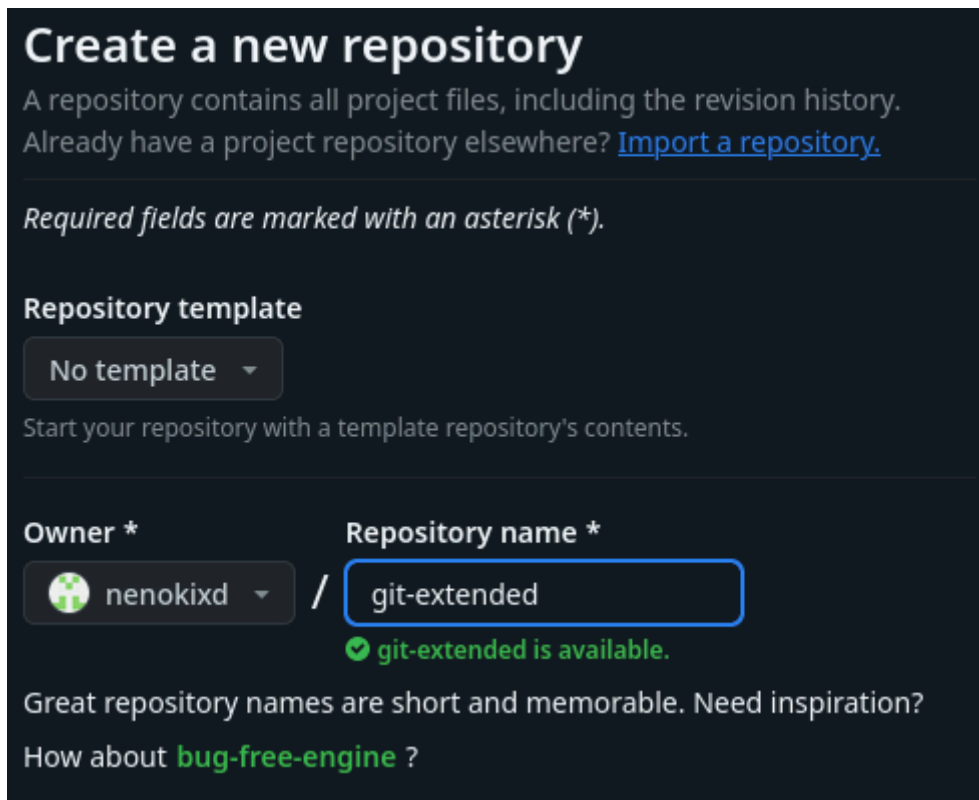 Create a new repository
A repository contains all project files, including the revision history.
Already have a project repository elsewhere? Import a repository.
Required fields are marked with an asterisk (*).
Repository template
No template
Start your repository with a template repository's contents.
Owner * Repository name *
nenokixd / git-extended
git-extended is available.
Great repository names are short and memorable. Need inspiration?
How about bug-free-engine ?